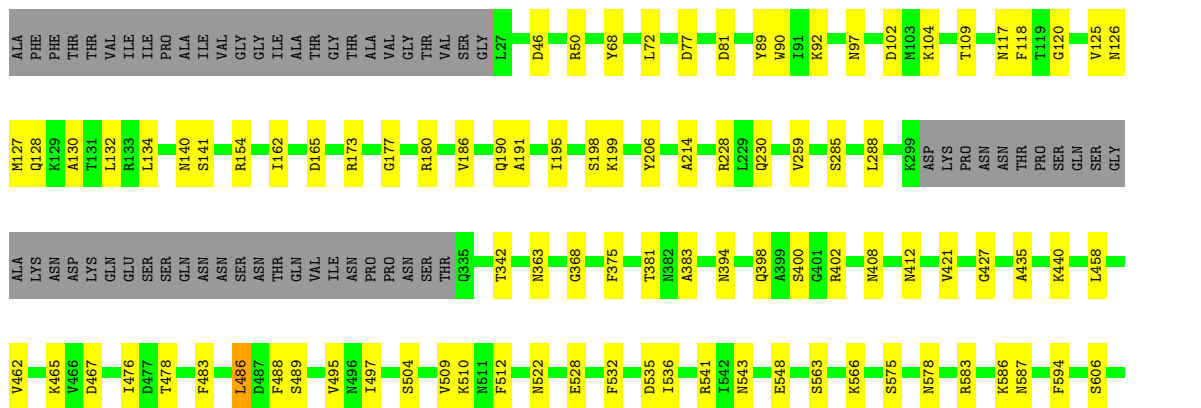 ALA PHE PHE THR THR VAL ILE ILE PRO ALA ILE VAL GLY GLY ILE ALA THR GLY THR ALA VAL GLY THR VAL SER GLY L27 D46 R50 Y68 L72 D77 D81 Y89 W90 I91 K92 N97 D102 M103 K104 T109 N117 F118 T119 G120 V125 N126
M127 Q128 K129 A130 T131 L132 R133 L134 N140 S141 R154 I162 D165 R173 G177 R180 V186 Q190 A191 I195 S198 K199 Y206 A214 R228 L229 Q230 V259 S285 L288 K299 ASP LYS PRO ASN ASN THR PRO SER GLN SER GLY
ALA LYS ASN ASP LYS GLN GLU SER SER GLN ASN ASN SER ASN THR GLN VAL ILE ASN PRO PRO ASN SER THR Q335 T342 N363 G368 F375 T381 N382 A383 N394 Q398 A399 S400 G401 R402 N408 N412 V421 G427 A435 K440 L458
V462 K465 V466 D467 I476 D477 T478 F483 L486 D487 F488 S489 V495 N496 I497 S504 V509 K510 N511 F512 N522 E528 F532 D535 I536 R541 I542 N543 E548 S563 K566 S575 N578 R583 K586 N587 F594 S606